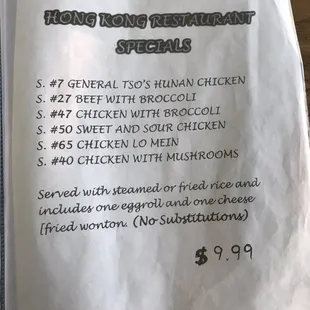 HONG KONG RESTAURANT
SPECIALS
S. #7 GENERAL TSO'S HUNAN CHICKEN
S. #27 BEEF WITH BROCCOLI
S. #47 CHICKEN WITH BROCCOLI
S. #50 SWEET AND SOUR CHICKEN
S. #65 CHICKEN LO MEIN
S. #40 CHICKEN WITH MUSHROOMS
Served with steamed or fried rice and
includes one eggroll and one cheese
[fried wonton. (No Substitutions)
$9.99